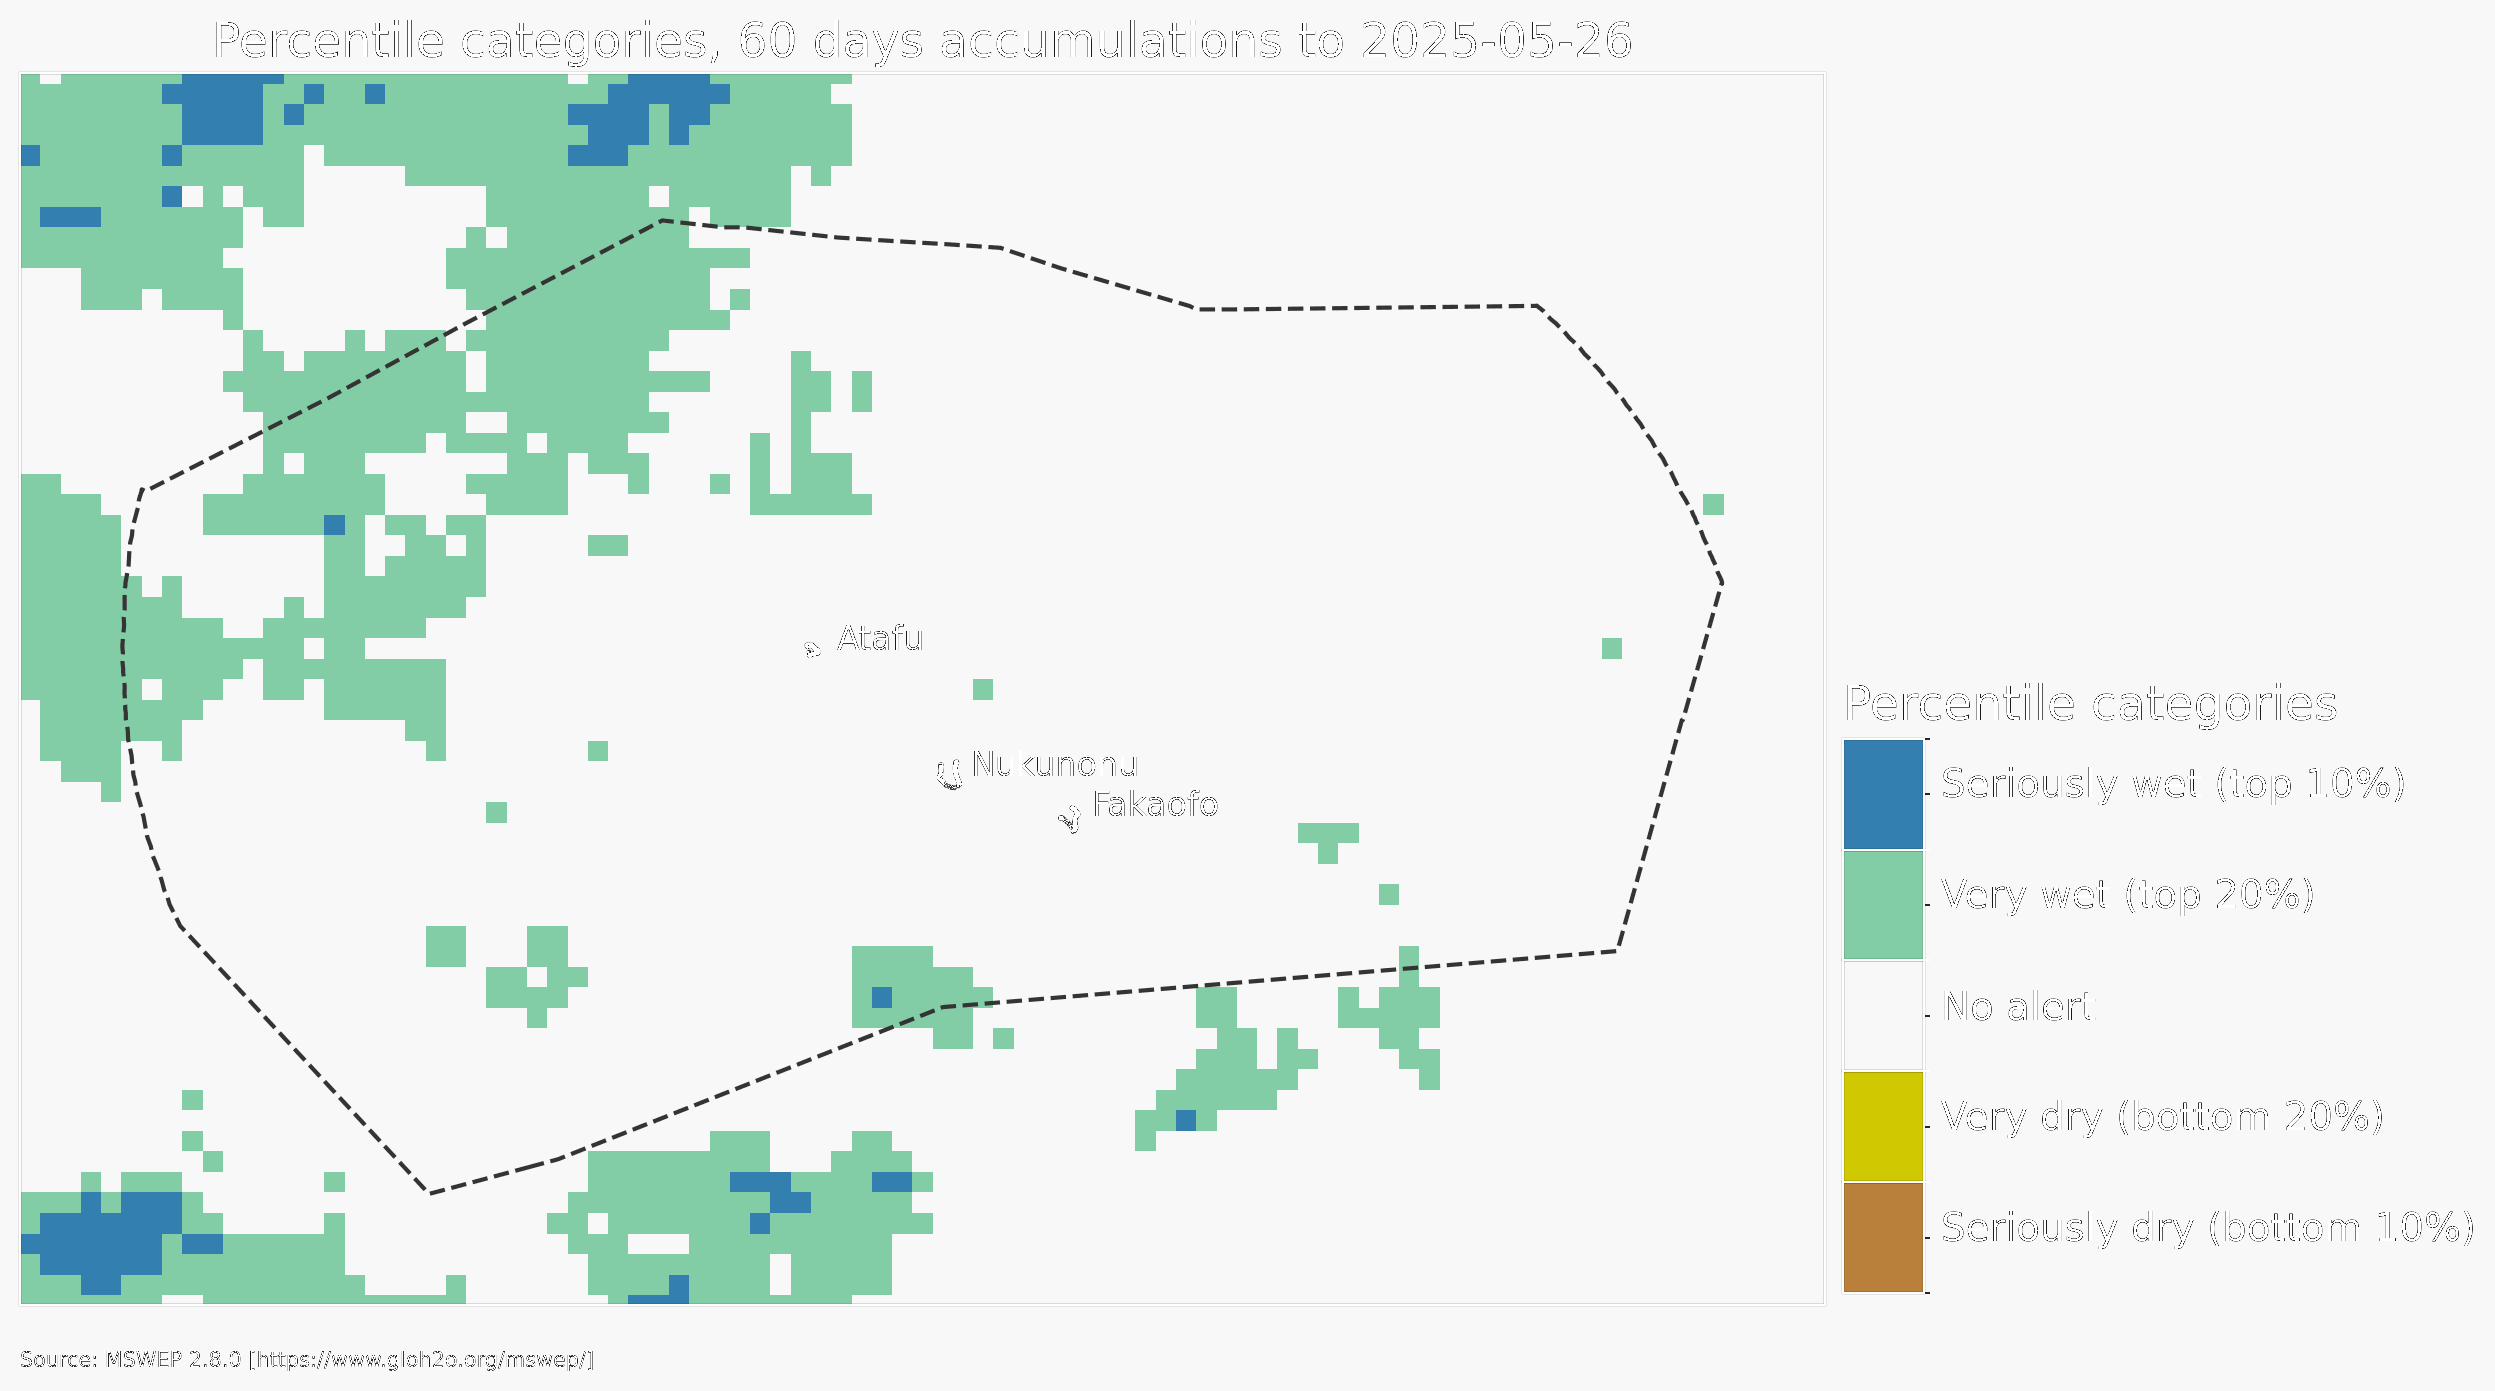 Percentile categories, 60 days accumulations to 2025-05-26
Atafu
Nukunonu
Fakaofo
Percentile categories
Seriously wet (top 10%)
Very wet (top 20%)
No alert
Very dry (bottom 20%)
Seriously dry (bottom 10%)
Source: MSWEP 2.8.0 [https://www.gloh2o.org/mswep/]